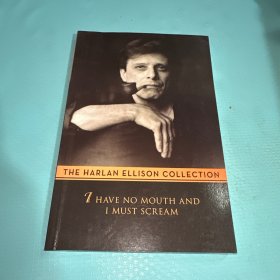 THE HARLAN ELLISON COLLECTION
I HAVE NO MOUTH AND
I MUST SCREAM